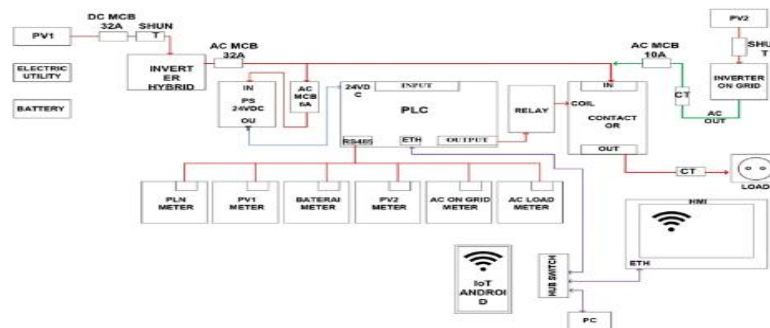 DC MCB
32A
SHUN
T
PV1
ELECTRIC
UTILITY
BATTERY
INVERT
ER
HYBRID
AC MCB
32A
IN
PS
24VDC
OU
T
AC
MCB
6A
24VD
C
INPUT
PLC
RS485
ETH
OUTPUT
RELAY
COIL
IN
CONTACT
OR
OUT
AC MCB
10A
CT
AC
OUT
PV2
SHU
NT
INVERTER
ON GRID
CT
LOAD
PLN
METER
PV1
METER
BATERAI
METER
PV2
METER
AC ON GRID
METER
AC LOAD
METER
HMI
ETH
IoT
ANDROI
D
HUB SWITCH
PC